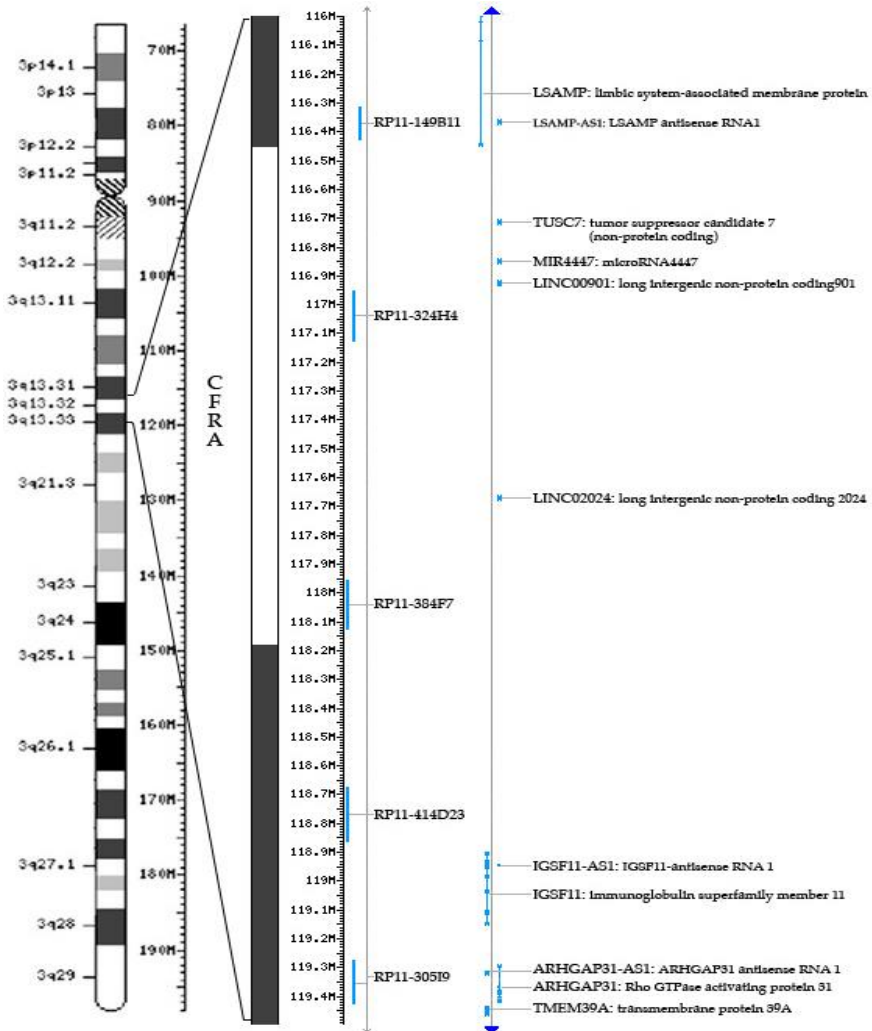 3p14.1
3p13
3p12.2
3p11.2
3q11.2
3q12.2
3q13.11
3q13.31
3q13.32
3q13.33
3q21.3
3q23
3q24
3q25.1
3q26.1
3q27.1
3q28
3q29
70M
80M
90M
100M
110M
120M
130M
140M
150M
160M
170M
180M
190M
C
F
R
A
116M
116.1M
116.2M
116.3M
116.4M
116.5M
116.6M
116.7M
116.8M
116.9M
117M
117.1M
117.2M
117.3M
117.4M
117.5M
117.6M
117.7M
117.8M
117.9M
118M
118.1M
118.2M
118.3M
118.4M
118.5M
118.6M
118.7M
118.8M
118.9M
119M
119.1M
119.2M
119.3M
119.4M
RP11-149B11
RP11-324H4
RP11-384F7
RP11-414D23
RP11-305I9
LSAMP: limbic system-associated membrane protein
LSAMP-AS1: LSAMP antisense RNA1
TUSC7: tumor suppressor candidate 7
(non-protein coding)
MIR4447: microRNA4447
LINC00901: long intergenic non-protein coding901
LINC02024: long intergenic non-protein coding 2024
IGSF11-AS1: IGSF11-antisense RNA 1
IGSF11: immunoglobulin superfamily member 11
ARHGAP31-AS1: ARHGAP31 antisense RNA 1
ARHGAP31: Rho GTPase activating protein 31
TMEM39A: transmembrane protein 39A